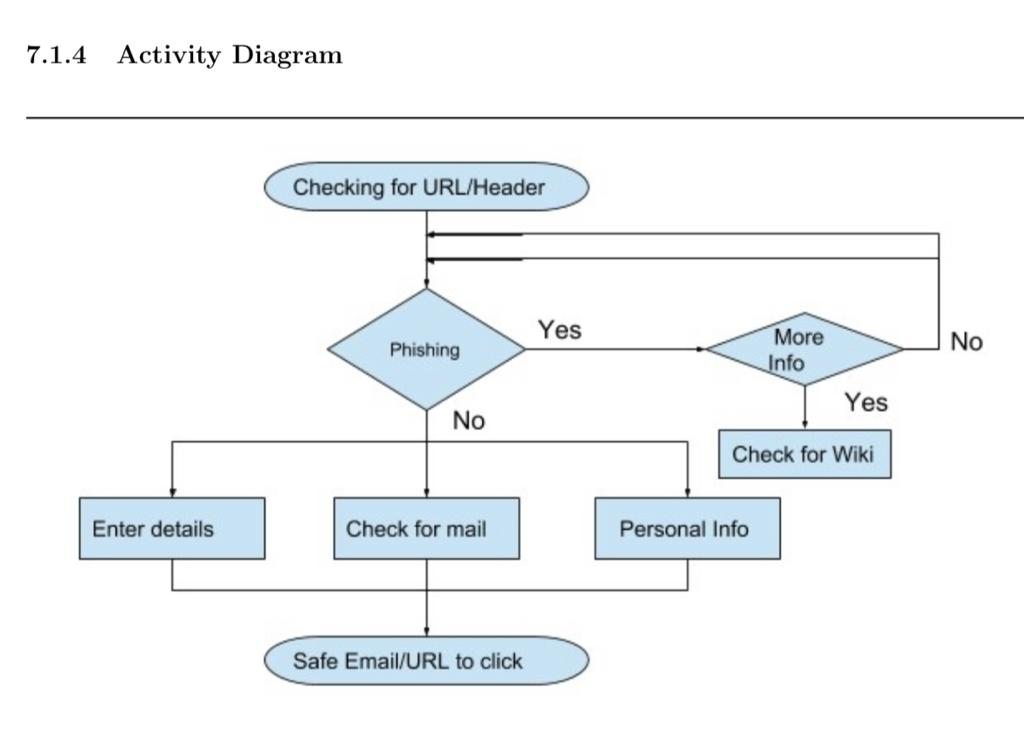 7.1.4 Activity Diagram
Checking for URL/Header
Phishing
Yes
More
Info
No
Yes
No
Check for Wiki
Enter details
Check for mail
Personal Info
Safe Email/URL to click